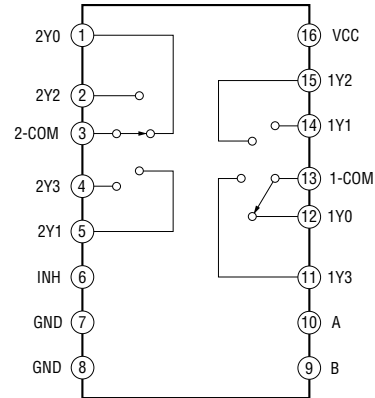 2Y0 1
2Y2 2
2-COM 3
2Y3 4
2Y1 5
INH 6
GND 7
GND 8
16 VCC
15 1Y2
14 1Y1
13 1-COM
12 1Y0
11 1Y3
10 A
9 B